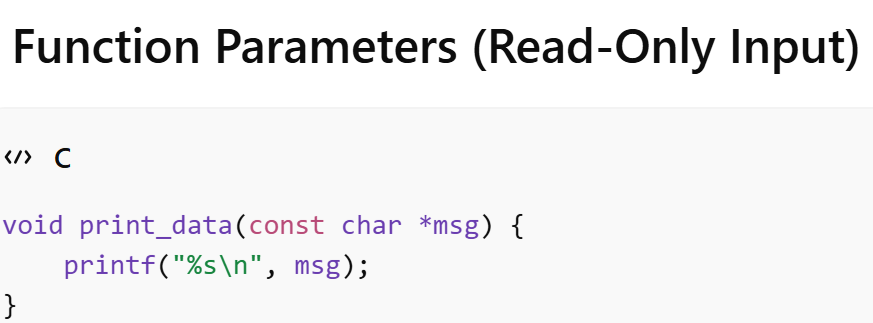 Function Parameters (Read-Only Input)
</> C
void print_data(const char *msg) {
    printf("%s\n", msg);
}